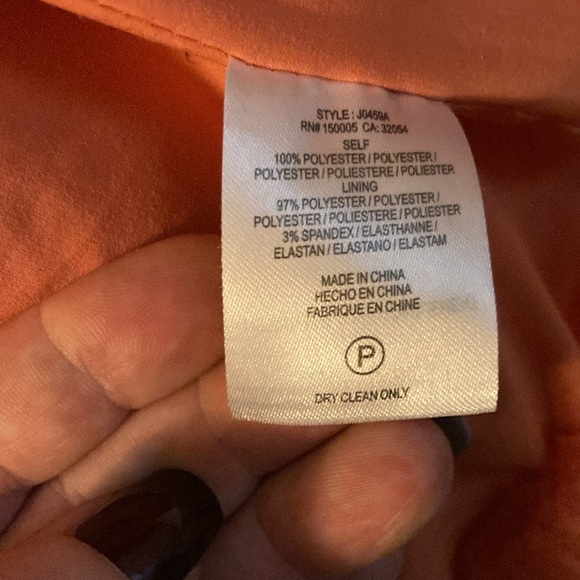 STYLE : J0459A
RN# 150005 CA: 32054
SELF
100% POLYESTER / POLYESTER /
POLYESTER / POLIESTERE / POLIESTER
LINING
97% POLYESTER / POLYESTER /
POLYESTER / POLIESTERE / POLIESTER
3% SPANDEX / ELASTHANNE /
ELASTAN / ELASTANO / ELASTAM
MADE IN CHINA
HECHO EN CHINA
FABRIQUE EN CHINE
P
DRY CLEAN ONLY